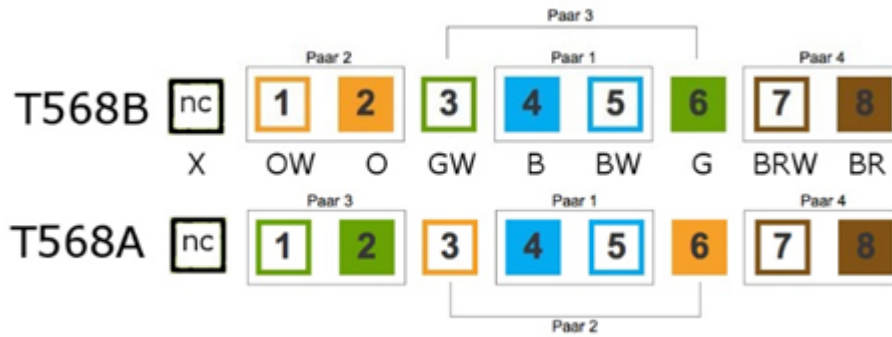 Paar 3
Paar 2 Paar 1 Paar 4
T568B nc 1 2 3 4 5 6 7 8
X OW O GW B BW G BRW BR
Paar 3 Paar 1 Paar 4
T568A nc 1 2 3 4 5 6 7 8
Paar 2